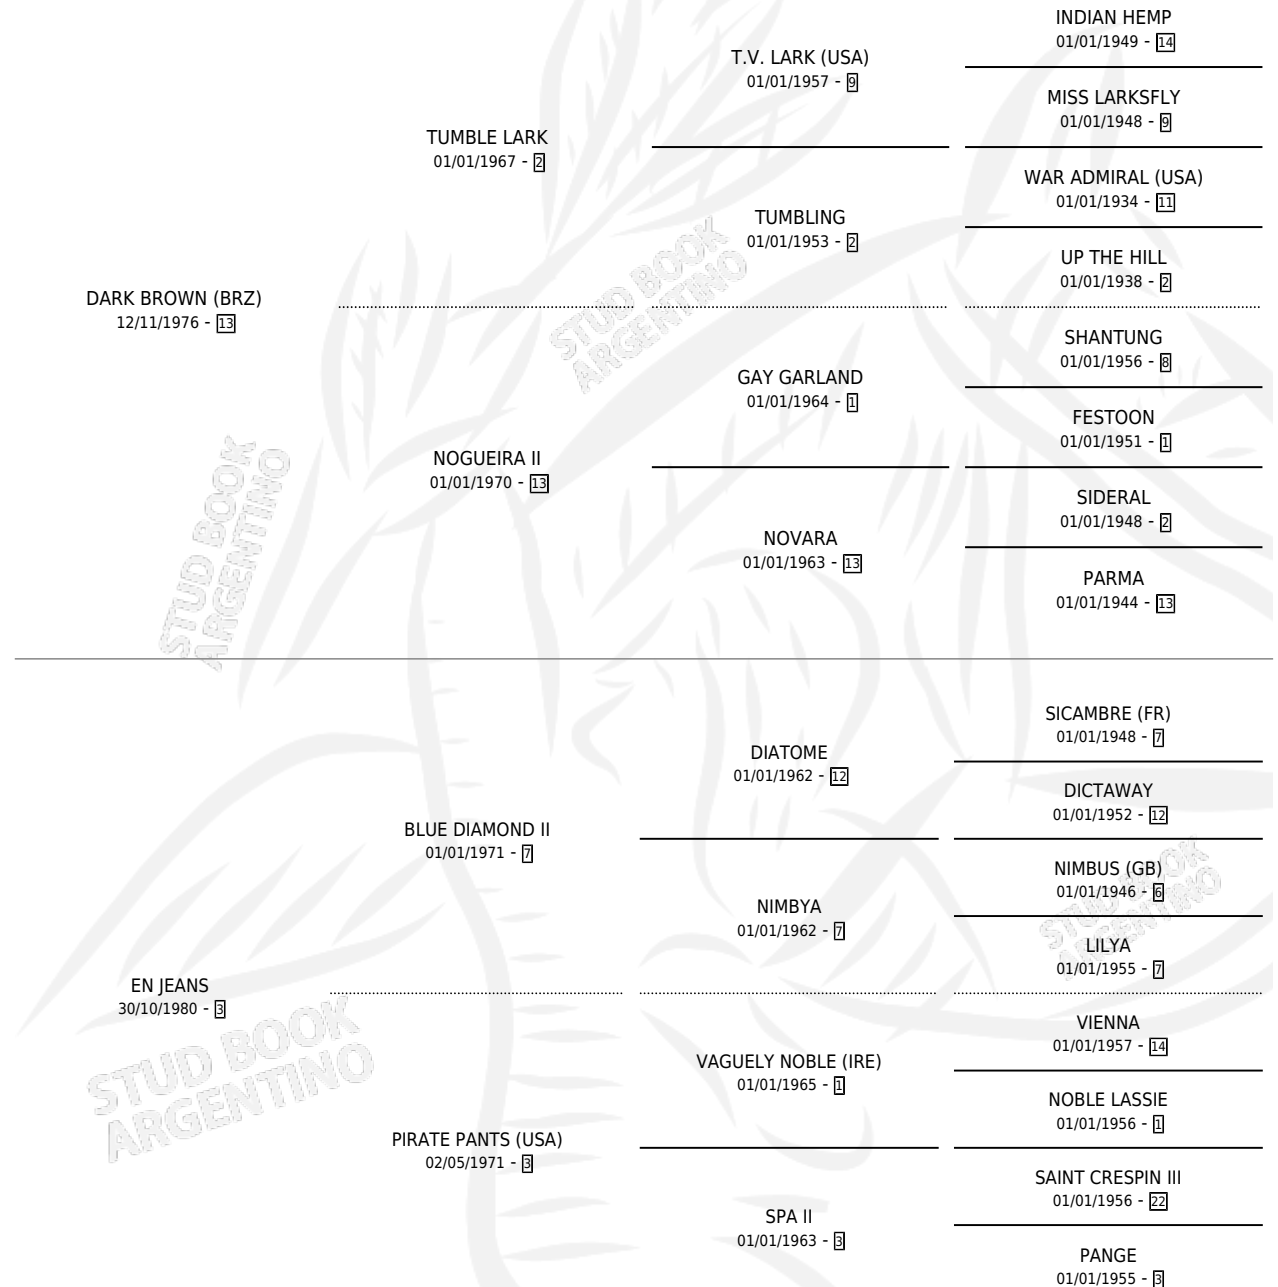 INDIAN HEMP
01/01/1949 - 14
T.V. LARK (USA)
01/01/1957 - 9
MISS LARKSFLY
01/01/1948 - 9
TUMBLE LARK
01/01/1967 - 2
WAR ADMIRAL (USA)
01/01/1934 - 11
TUMBLING
01/01/1953 - 2
UP THE HILL
01/01/1938 - 2
DARK BROWN (BRZ)
12/11/1976 - 13
STUD BOOK
ARGENTINO
SHANTUNG
01/01/1956 - 8
GAY GARLAND
01/01/1964 - 1
FESTOON
01/01/1951 - 1
NOGUEIRA II
01/01/1970 - 13
SIDERAL
01/01/1948 - 2
NOVARA
01/01/1963 - 13
PARMA
01/01/1944 - 13
STUD BOOK
ARGENTINO
SICAMBRE (FR)
01/01/1948 - 7
DIATOME
01/01/1962 - 12
DICTAWAY
01/01/1952 - 12
BLUE DIAMOND II
01/01/1971 - 7
NIMBUS (GB)
01/01/1946 - 6
NIMBYA
01/01/1962 - 7
STUD BOOK
ARGENTINO
LILYA
01/01/1955 - 7
EN JEANS
30/10/1980 - 3
VIENNA
01/01/1957 - 14
VAGUELY NOBLE (IRE)
01/01/1965 - 1
STUD BOOK
ARGENTINO
NOBLE LASSIE
01/01/1956 - 1
PIRATE PANTS (USA)
02/05/1971 - 3
SAINT CRESPIN III
01/01/1956 - 22
SPA II
01/01/1963 - 3
PANGE
01/01/1955 - 3